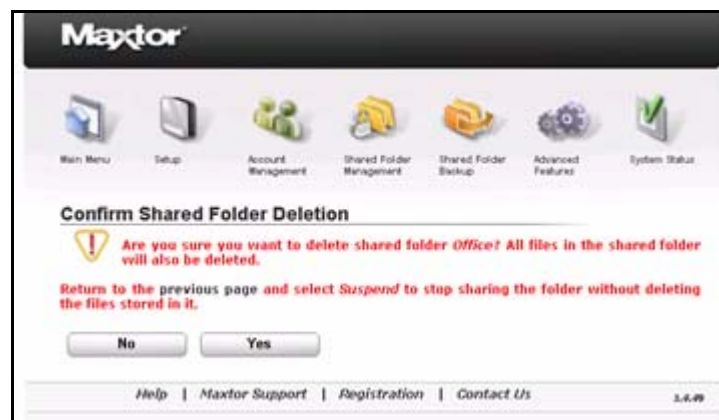 Maxtor
Main Menu
Setup
Account Management
Shared Folder Management
Shared Folder Backup
Advanced Features
System Status
Confirm Shared Folder Deletion
Are you sure you want to delete shared folder Office? All files in the shared folder
will also be deleted.
Return to the previous page and select Suspend to stop sharing the folder without deleting
the files stored in it.
No
Yes
Help | Maxtor Support | Registration | Contact Us